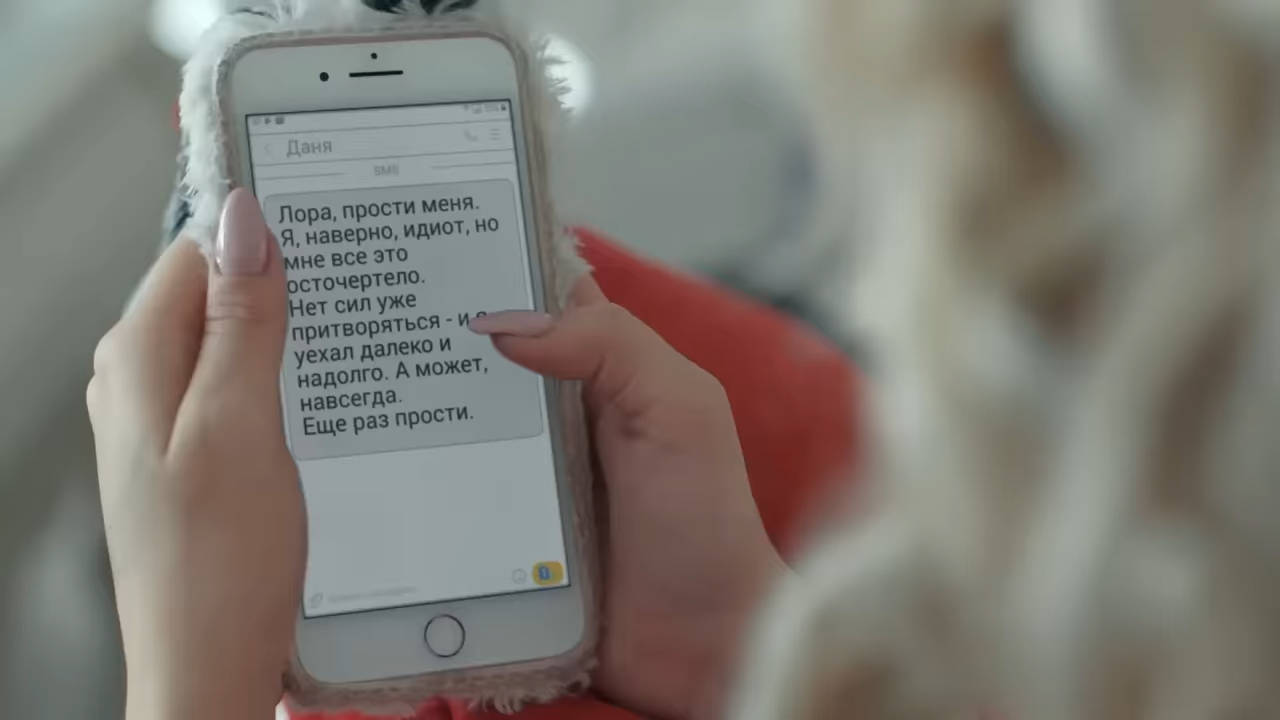 Даня
SMS
Лора, прости меня.
Я, наверно, идиот, но
мне все это
осточертело.
Нет сил уже
притворяться - и я
уехал далеко и
надолго. А может,
навсегда.
Еще раз прости.